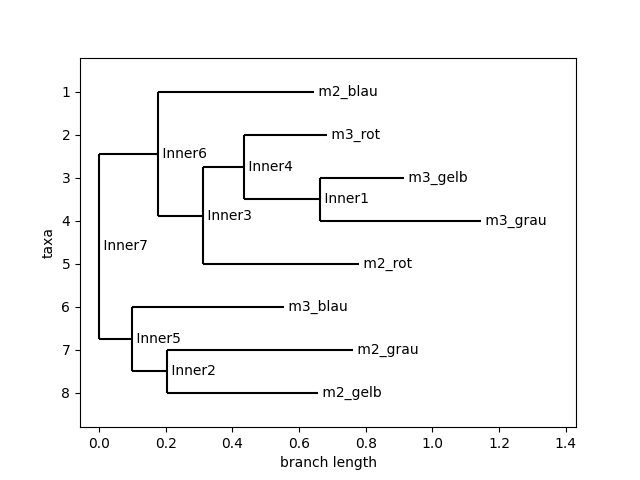 1
m2_blau
2
m3_rot
Inner6
Inner4
3
m3_gelb
Inner1
4
m3_grau
Inner3
taxa
Inner7
5
m2_rot
6
m3_blau
Inner5
7
m2_grau
Inner2
8
m2_gelb
0.0 0.2 0.4 0.6 0.8 1.0 1.2 1.4
branch length